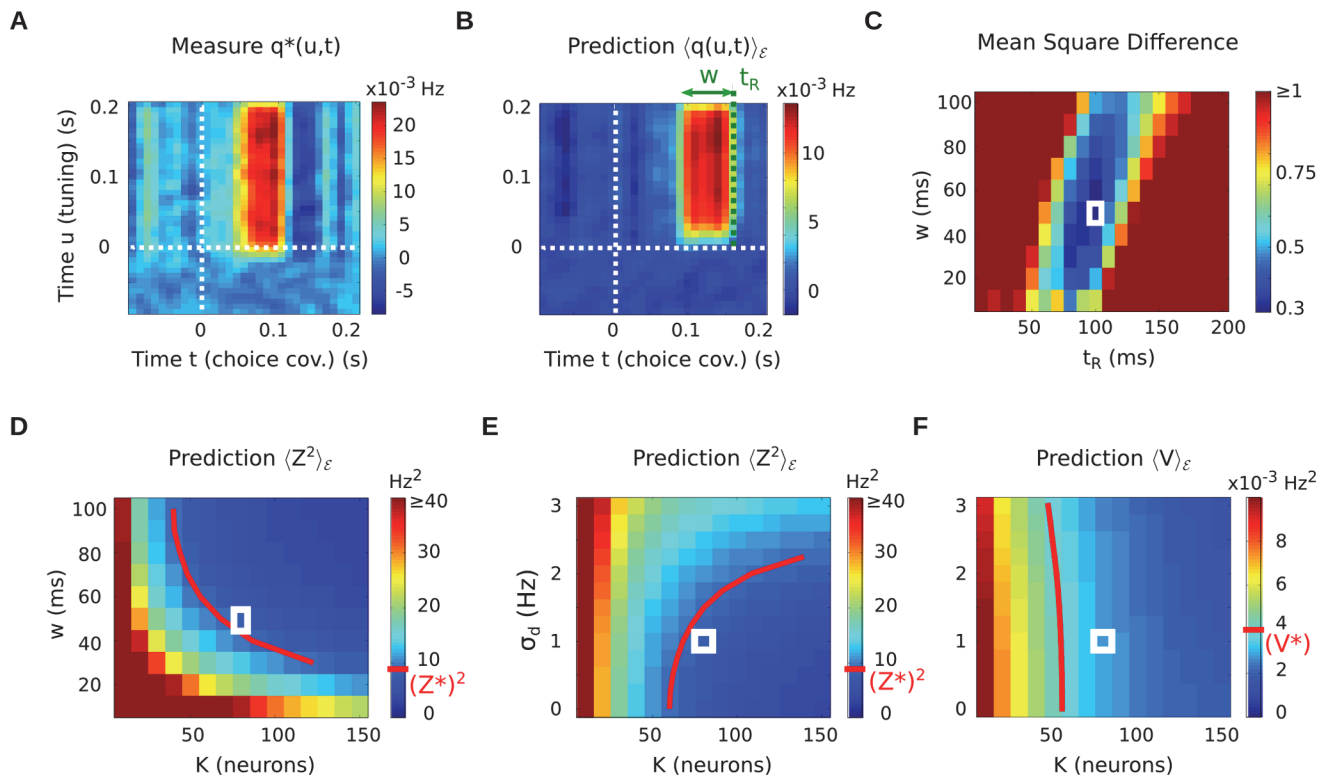 A
Measure q*(u,t)
x10⁻³ Hz
Time u (tuning) (s)
0.2
0.1
0
20
15
10
5
0
-5
0
0.1
0.2
Time t (choice cov.) (s)
B
Prediction ⟨q(u,t)⟩ℰ
w
t_R
x10⁻³ Hz
0.2
0.1
0
10
5
0
0
0.1
0.2
Time t (choice cov.) (s)
C
Mean Square Difference
w (ms)
100
80
60
40
20
≥1
0.75
0.5
0.3
50
100
150
200
t_R (ms)
D
Prediction ⟨Z²⟩ℰ
Hz²
w (ms)
100
80
60
40
20
≥40
30
20
10
(Z*)²
0
50
100
150
K (neurons)
E
Prediction ⟨Z²⟩ℰ
Hz²
σ_d (Hz)
3
2
1
0
≥40
30
20
10
(Z*)²
0
50
100
150
K (neurons)
F
Prediction ⟨V⟩ℰ
x10⁻³ Hz²
3
2
1
0
8
6
4
(V*)
2
0
50
100
150
K (neurons)